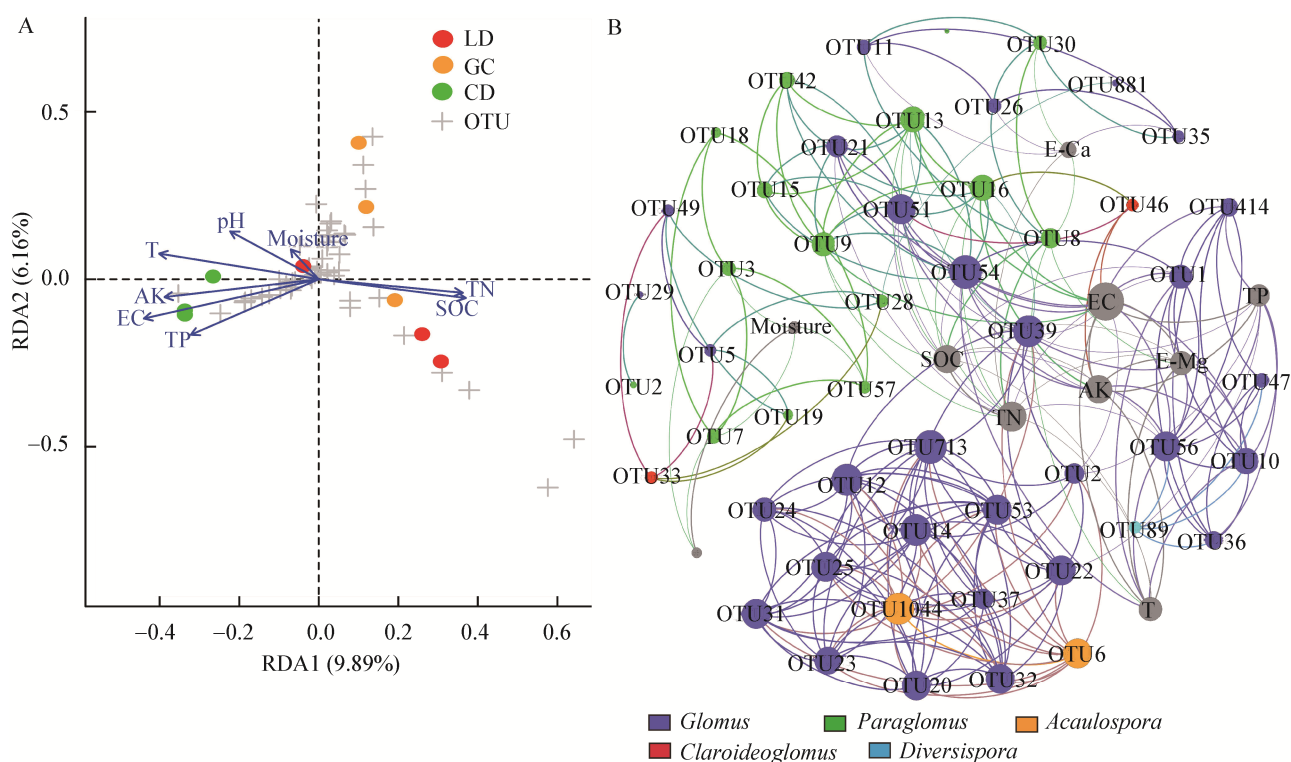 A
LD
GC
CD
OTU
0.5
0.0
−0.5
RDA2 (6.16%)
T
pH
Moisture
AK
EC
TP
TN
SOC
−0.4
−0.2
0.0
0.2
0.4
0.6
RDA1 (9.89%)
B
OTU11
OTU30
OTU42
OTU881
OTU26
OTU13
OTU18
OTU35
OTU21
E-Ca
OTU15
OTU16
OTU49
OTU51
OTU46
OTU414
OTU9
OTU8
OTU3
OTU54
OTU1
OTU29
OTU28
EC
TP
Moisture
OTU39
OTU5
SOC
E-Mg
OTU2
OTU57
AK
OTU47
OTU19
TN
OTU7
OTU713
OTU56
OTU10
OTU33
OTU12
OTU2
OTU24
OTU53
OTU14
OTU89
OTU36
OTU25
OTU22
OTU31
OTU1044
OTU37
T
OTU23
OTU6
OTU20
OTU32
Glomus
Paraglomus
Acaulospora
Claroideoglomus
Diversispora